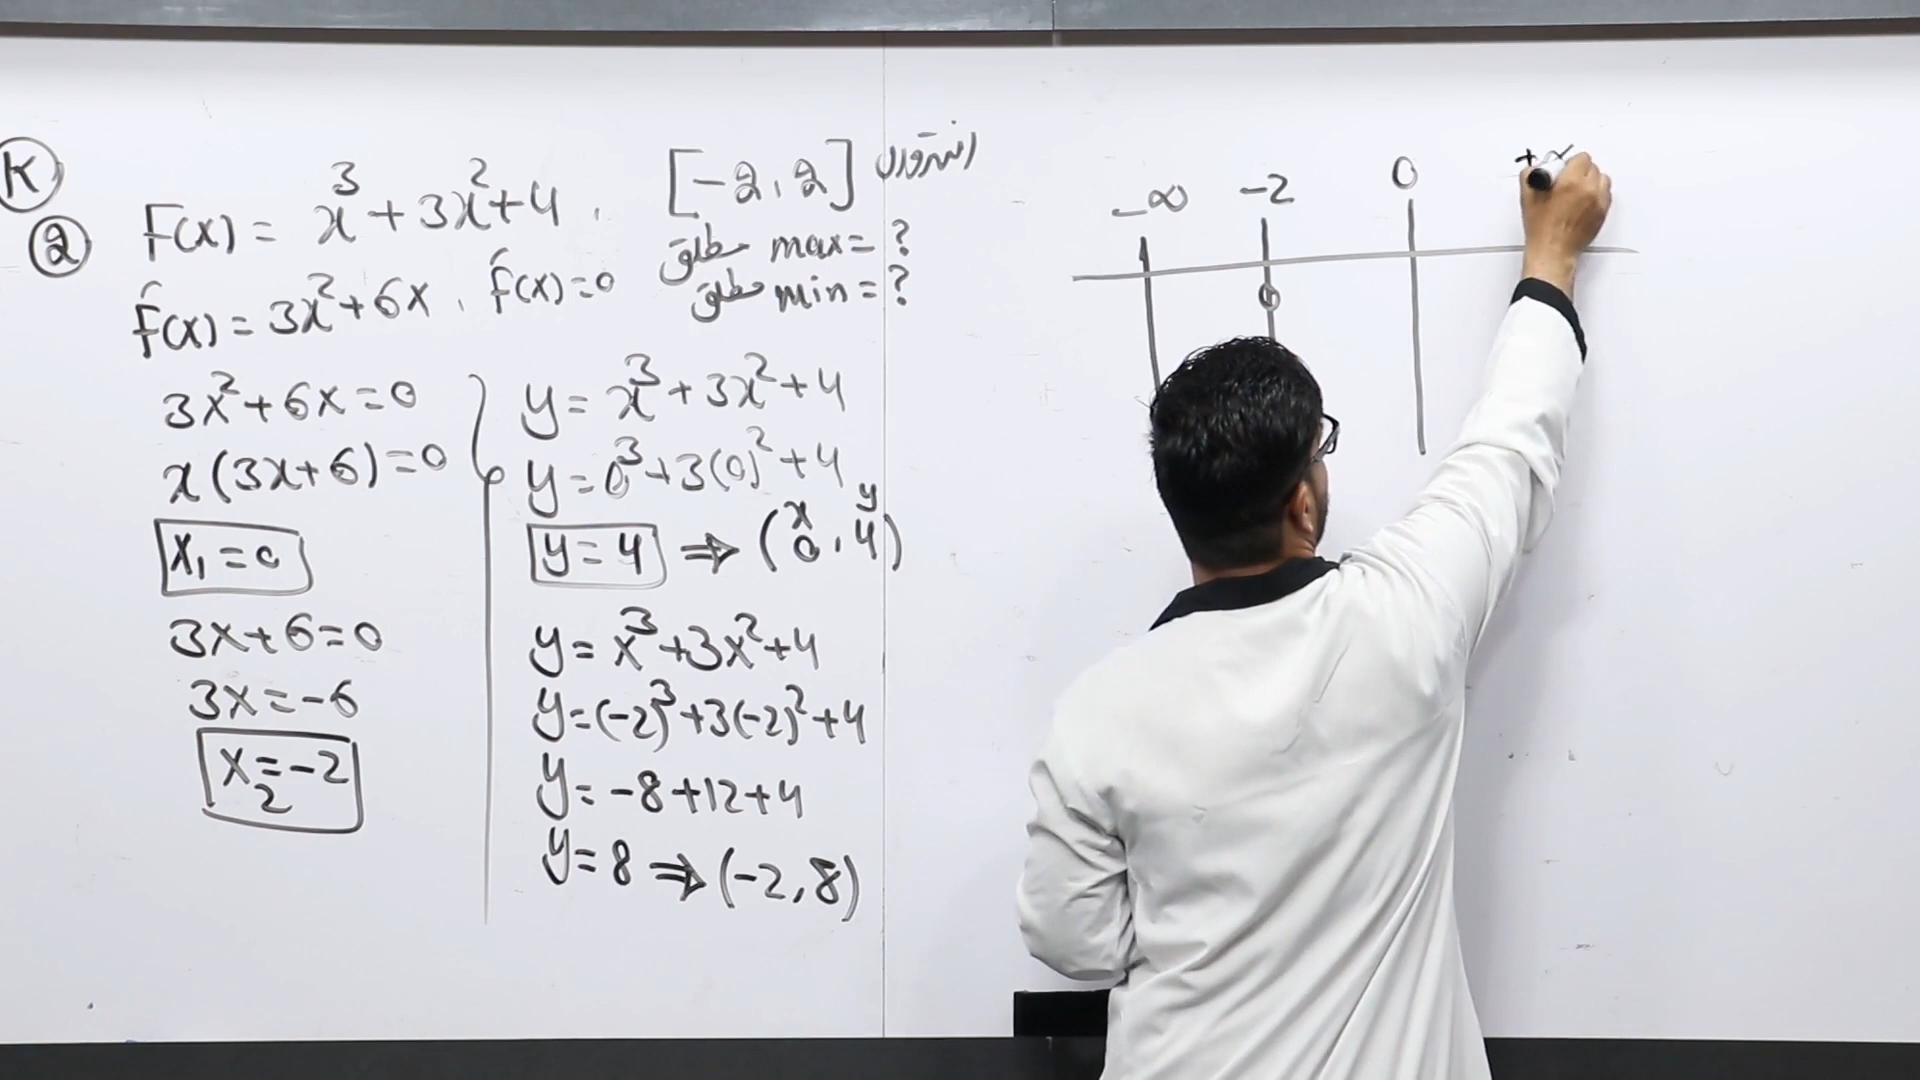 K
2
F(x) = x³ + 3x² + 4 , [-2, 2] انتروال
F́(x) = 3x² + 6x , F́(x) = 0
مطلق max = ?
مطلق min = ?
3x² + 6x = 0
x(3x + 6) = 0
x₁ = 0
3x + 6 = 0
3x = -6
x₂ = -2
y = x³ + 3x² + 4
y = 0³ + 3(0)² + 4
x y
y = 4 ⇒ (0, 4)
y = x³ + 3x² + 4
y = (-2)³ + 3(-2)² + 4
y = -8 + 12 + 4
y = 8 ⇒ (-2, 8)
-∞ -2 0 +
0